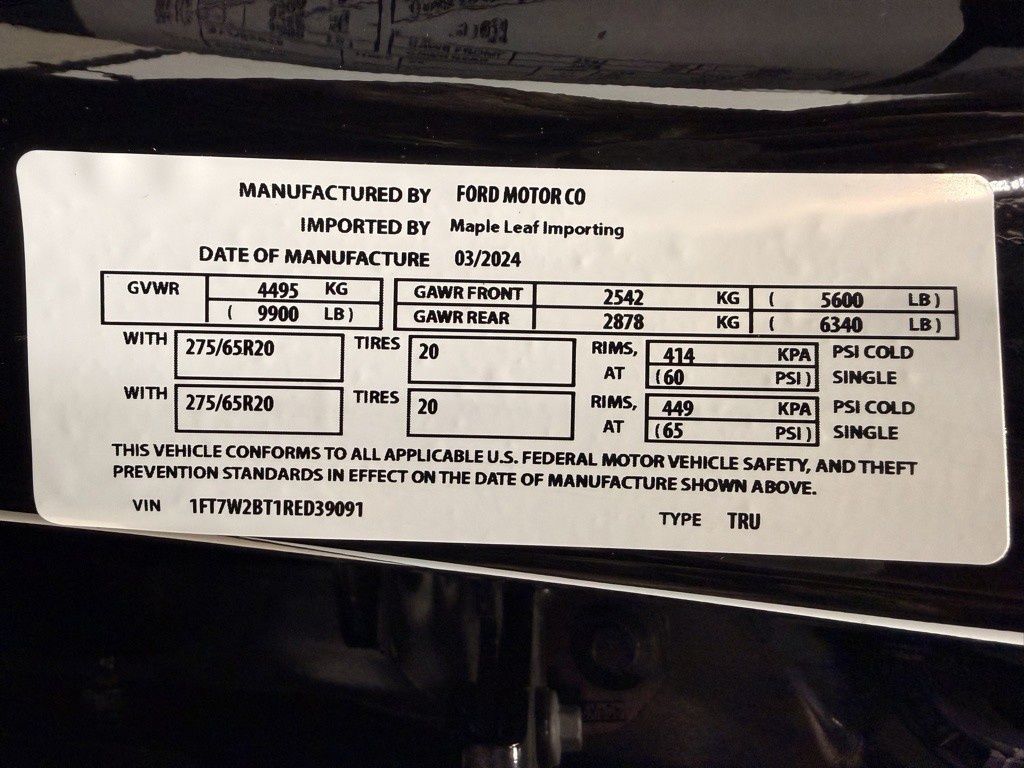 MANUFACTURED BY FORD MOTOR CO
IMPORTED BY Maple Leaf Importing
DATE OF MANUFACTURE 03/2024
GVWR 4495 KG GAWR FRONT 2542 KG ( 5600 LB )
( 9900 LB ) GAWR REAR 2878 KG ( 6340 LB )
WITH 275/65R20 TIRES 20 RIMS, 414 KPA PSI COLD
AT (60 PSI ) SINGLE
WITH 275/65R20 TIRES 20 RIMS, 449 KPA PSI COLD
AT (65 PSI ) SINGLE
THIS VEHICLE CONFORMS TO ALL APPLICABLE U.S. FEDERAL MOTOR VEHICLE SAFETY, AND THEFT
PREVENTION STANDARDS IN EFFECT ON THE DATE OF MANUFACTURE SHOWN ABOVE.
VIN 1FT7W2BT1RED39091 TYPE TRU